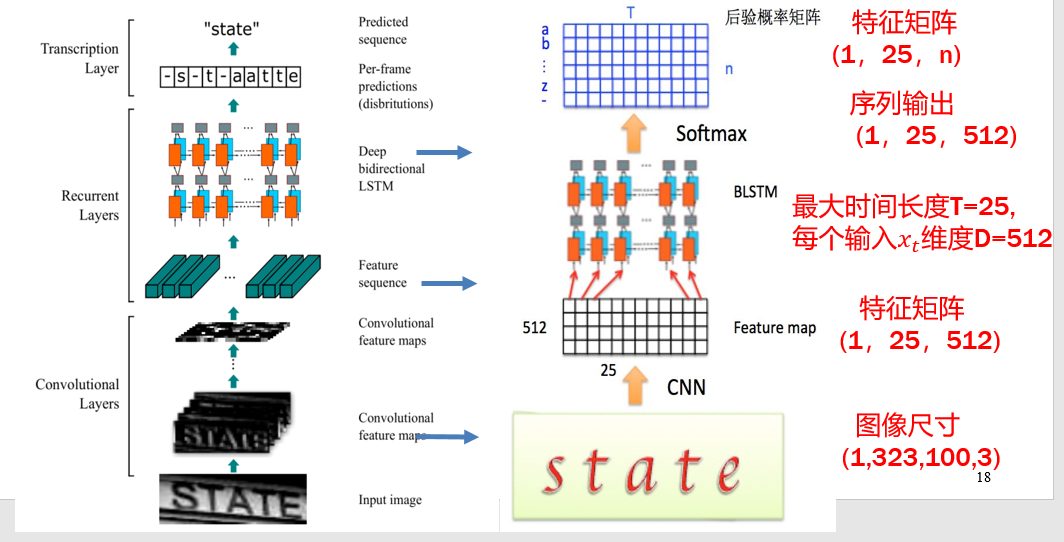 "state"
Transcription
Layer
-s-t-aatte
Predicted
sequence
Per-frame
predictions
(disbritutions)
Recurrent
Layers
...
...
...
Deep
bidirectional
LSTM
Feature
sequence
Convolutional
Layers
Convolutional
feature maps
STATE
Convolutional
feature maps
STATE
Input image
T
后验概率矩阵
a
b
⋮
z
-
n
Softmax
BLSTM
512
Feature map
25
CNN
state
特征矩阵
(1, 25, n)
序列输出
(1, 25, 512)
最大时间长度T=25,
每个输入xₜ维度D=512
特征矩阵
(1, 25, 512)
图像尺寸
(1,323,100,3)
18